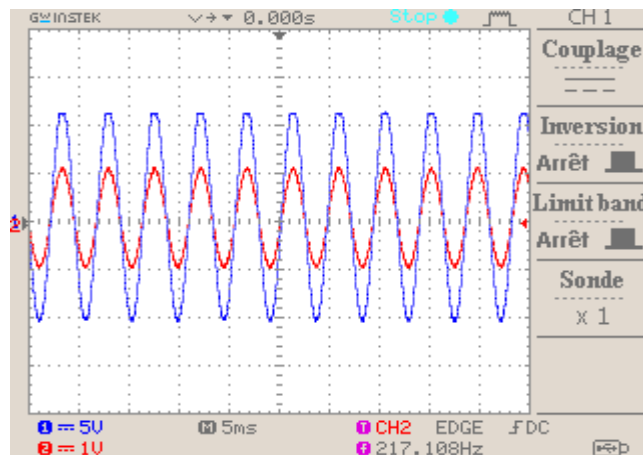 GWINSTEK 0.000s Stop CH 1
Couplage
Inversion
Arrêt
Limit band
Arrêt
Sonde
x 1
1 5V M 5ms T CH2 EDGE DC
2 1V f 217.108Hz